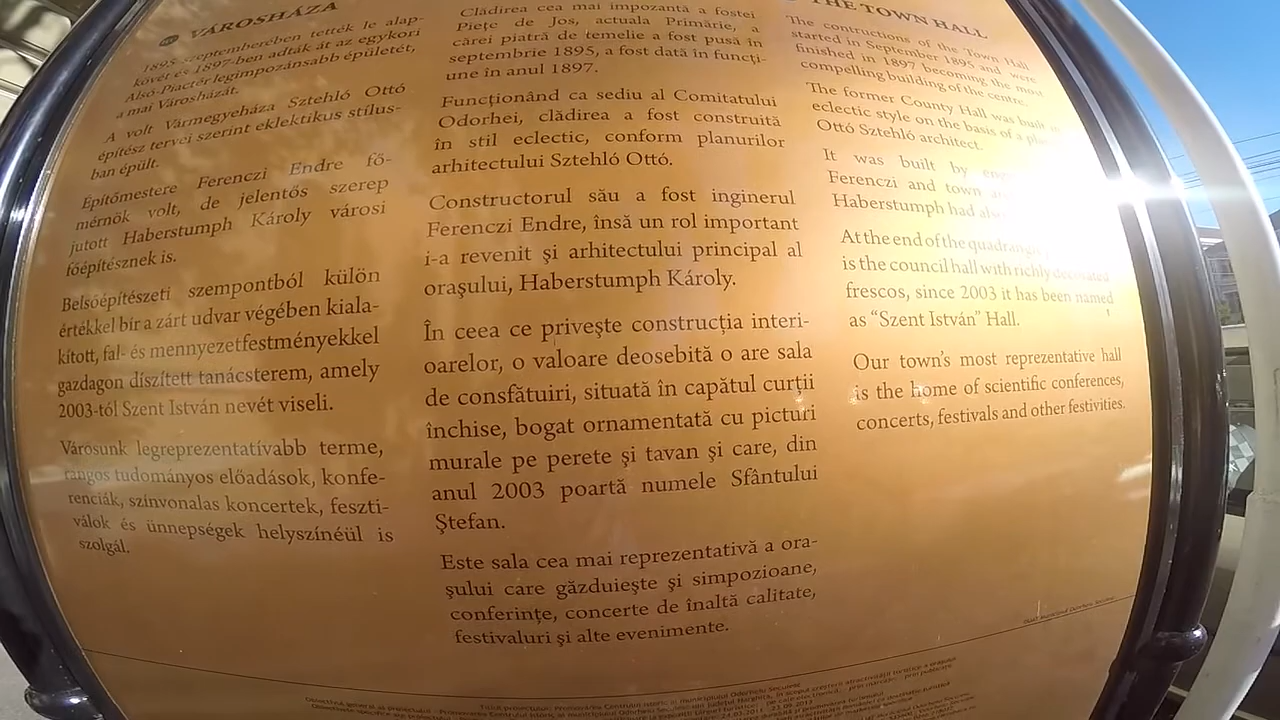 VÁROSHÁZA
1895 szeptemberében tették le alap-
kövét és 1897-ben adták át az egykori
Alsó-Piactér legimpozánsabb épületét,
a mai Városházát.
A volt Vármegyeháza Sztehló Ottó
építész tervei szerint eklektikus stílus-
ban épült.
Építőmestere Ferenczi Endre fő-
mérnök volt, de jelentős szerep
jutott Haberstumph Károly városi
főépítésznek is.
Belsőépítészeti szempontból külön
értékkel bír a zárt udvar végében kiala-
kított, fal- és mennyezetfestményekkel
gazdagon díszített tanácsterem, amely
2003-tól Szent István nevét viseli.
Városunk legreprezentatívabb terme,
rangos tudományos előadások, konfe-
renciák, színvonalas koncertek, feszti-
válok és ünnepségek helyszínéül is
szolgál.
Clădirea cea mai impozantă a fostei
Pieţe de Jos, actuala Primărie, a
cărei piatră de temelie a fost pusă în
septembrie 1895, a fost dată în funcţi-
une în anul 1897.
Funcţionând ca sediu al Comitatului
Odorhei, clădirea a fost construită
în stil eclectic, conform planurilor
arhitectului Sztehló Ottó.
Constructorul său a fost inginerul
Ferenczi Endre, însă un rol important
i-a revenit şi arhitectului principal al
oraşului, Haberstumph Károly.
În ceea ce priveşte construcţia interi-
oarelor, o valoare deosebită o are sala
de consfătuiri, situată în capătul curţii
închise, bogat ornamentată cu picturi
murale pe perete şi tavan şi care, din
anul 2003 poartă numele Sfântului
Ştefan.
Este sala cea mai reprezentativă a ora-
şului care găzduieşte şi simpozioane,
conferinţe, concerte de înaltă calitate,
festivaluri şi alte evenimente.
THE TOWN HALL
The contructions of the Town Hall
started in September 1895 and were
finished in 1897 becoming the most
compelling building of the centre.
The former County Hall was built in
eclectic style on the basis of a
Ottó Sztehló architect.
It was built by
Ferenczi and town
Haberstumph had
At the end of the
is the council hall with richly decorated
frescos, since 2003 it has been named
as “Szent István” Hall.
Our town's most representative hall
is the home of scientific conferences,
concerts, festivals and other festivities.